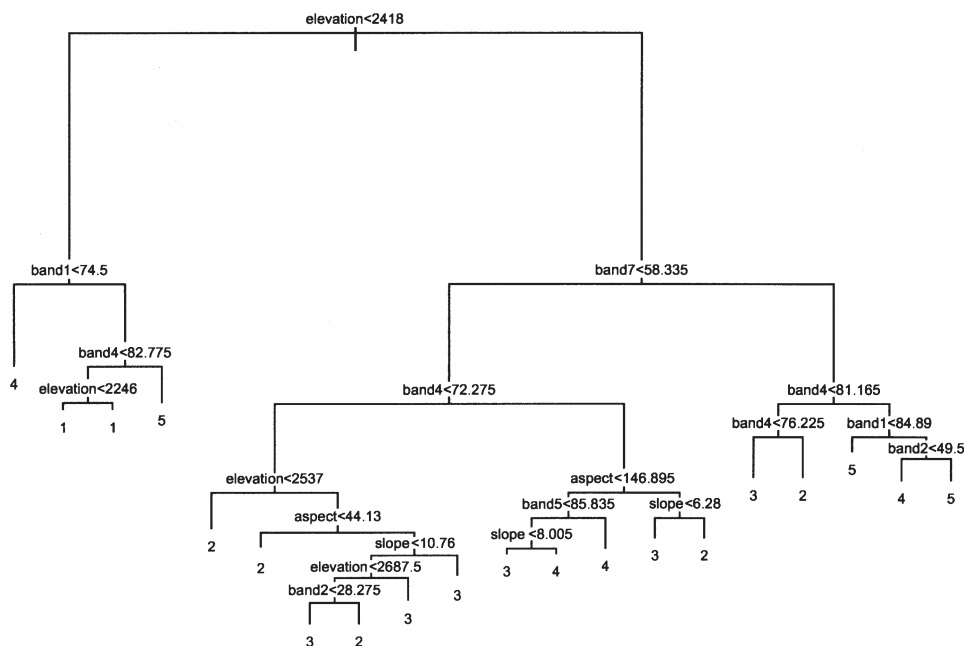 elevation<2418
band1<74.5
band7<58.335
band4<82.775
4
elevation<2246
5
1
1
band4<72.275
band4<81.165
band4<76.225
band1<84.89
5
band2<49.5
3
2
4
5
elevation<2537
aspect<146.895
2
aspect<44.13
band5<85.835
slope<6.28
2
slope<10.76
slope <8.005
4
3
2
elevation<2687.5
3
3
4
band2<28.275
3
3
2